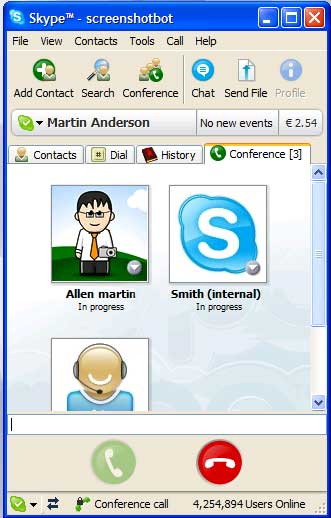 Skype™ - screenshotbot
File View Contacts Tools Call Help
Add Contact Search Conference Chat Send File Profile
Martin Anderson No new events € 2.54
Contacts # Dial History Conference [3]
S
Allen martin Smith (internal)
In progress In progress
Conference call 4,254,894 Users Online